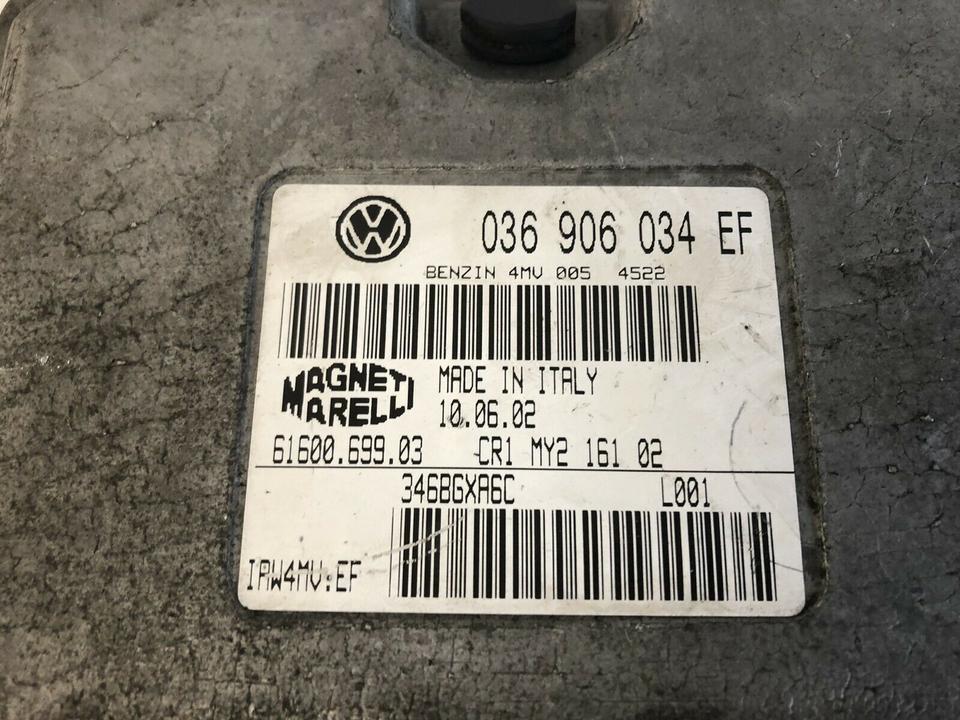 036 906 034 EF
BENZIN 4MV 005 4522
MAGNETI
MARELLI
MADE IN ITALY
10.06.02
61600.699.03 CR1 MY2 161 02
346BGXA6C L001
IAW4MV.EF